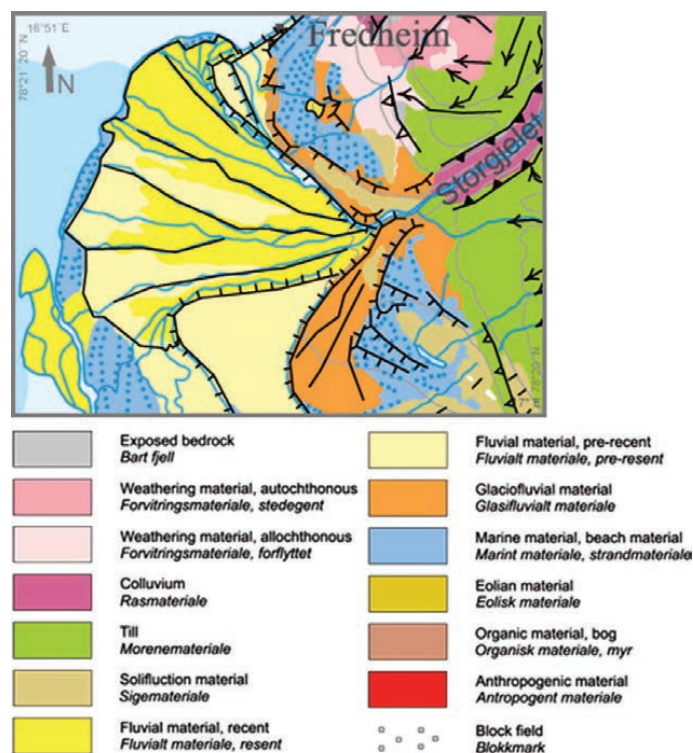 16°51' E
78°21' 20" N
N
Fredheim
Storgjelet
78°20' N
Exposed bedrock
Bart fjell
Weathering material, autochthonous
Forvitringsmateriale, stedegent
Weathering material, allochthonous
Forvitringsmateriale, forflyttet
Colluvium
Rasmateriale
Till
Morenemateriale
Solifluction material
Sigemateriale
Fluvial material, recent
Fluvialt materiale, resent
Fluvial material, pre-recent
Fluvialt materiale, pre-resent
Glaciofluvial material
Glasifluvialt materiale
Marine material, beach material
Marint materiale, strandmateriale
Eolian material
Eolisk materiale
Organic material, bog
Organisk materiale, myr
Anthropogenic material
Antropogent materiale
Block field
Blokkmark